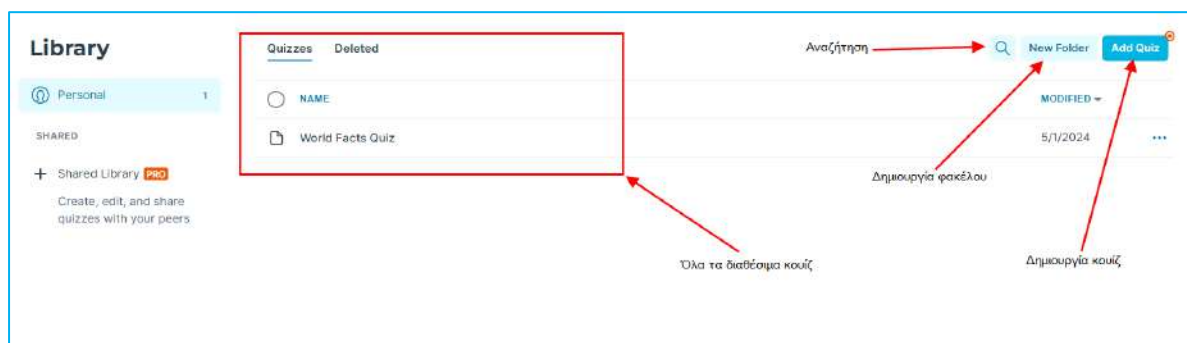 Library
Quizzes Deleted
Αναζήτηση
New Folder
Add Quiz
Personal 1
NAME
MODIFIED
SHARED
World Facts Quiz
5/1/2024
Shared Library PRO
Δημιουργία φακέλου
Create, edit, and share
quizzes with your peers
Όλα τα διαθέσιμα κουίζ
Δημιουργία κουίζ